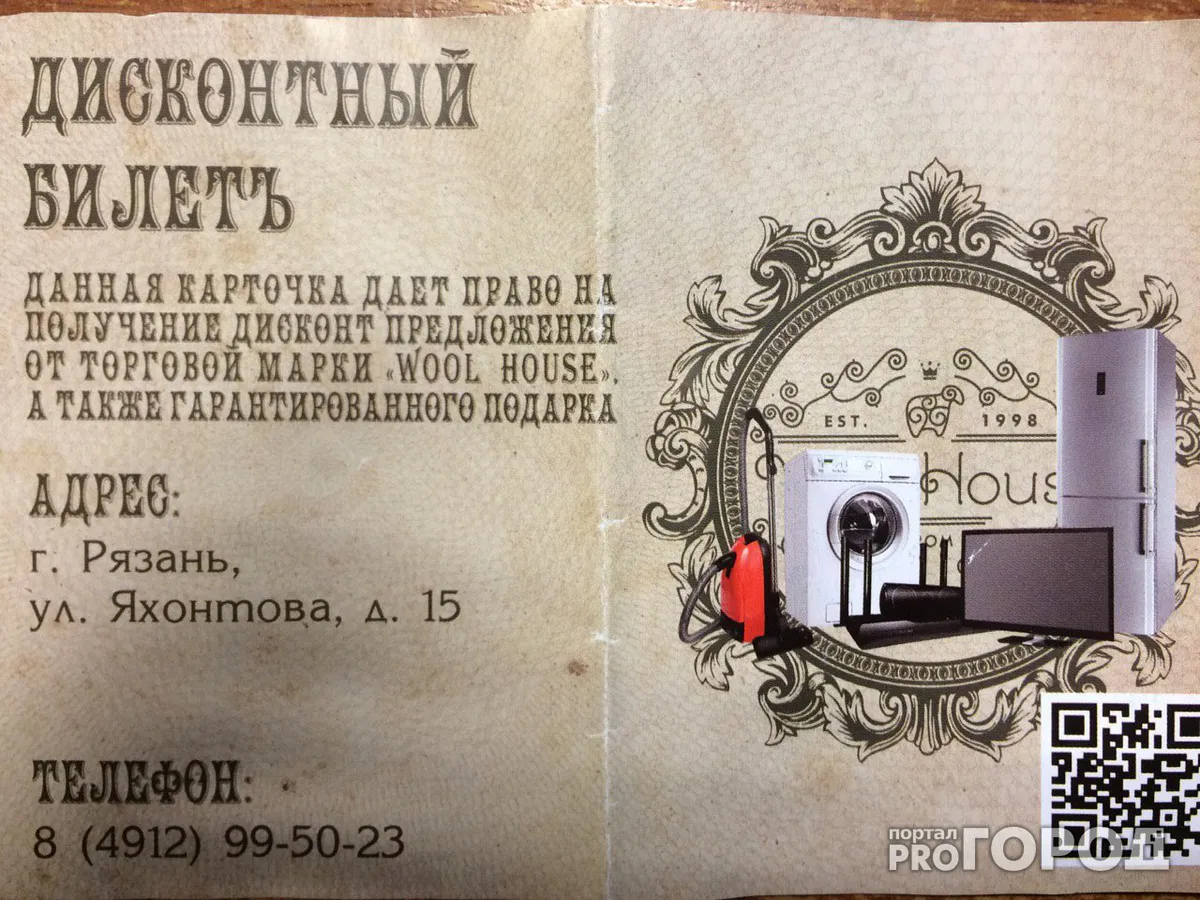 ДИСКОНТНЫЙ
БИЛЕТЪ
ДАННАЯ КАРТОЧКА ДАЕТ ПРАВО НА
ПОЛУЧЕНИЕ ДИСКОНТ ПРЕДЛОЖЕНИЯ
ОТ ТОРГОВОЙ МАРКИ «WOOL HOUSE»,
А ТАКЖЕ ГАРАНТИРОВАННОГО ПОДАРКА
АДРЕС:
г. Рязань,
ул. Яхонтова, д. 15
ТЕЛЕФОН:
8 (4912) 99-50-23
EST. 1998
Hous
портал
PROГОРОД